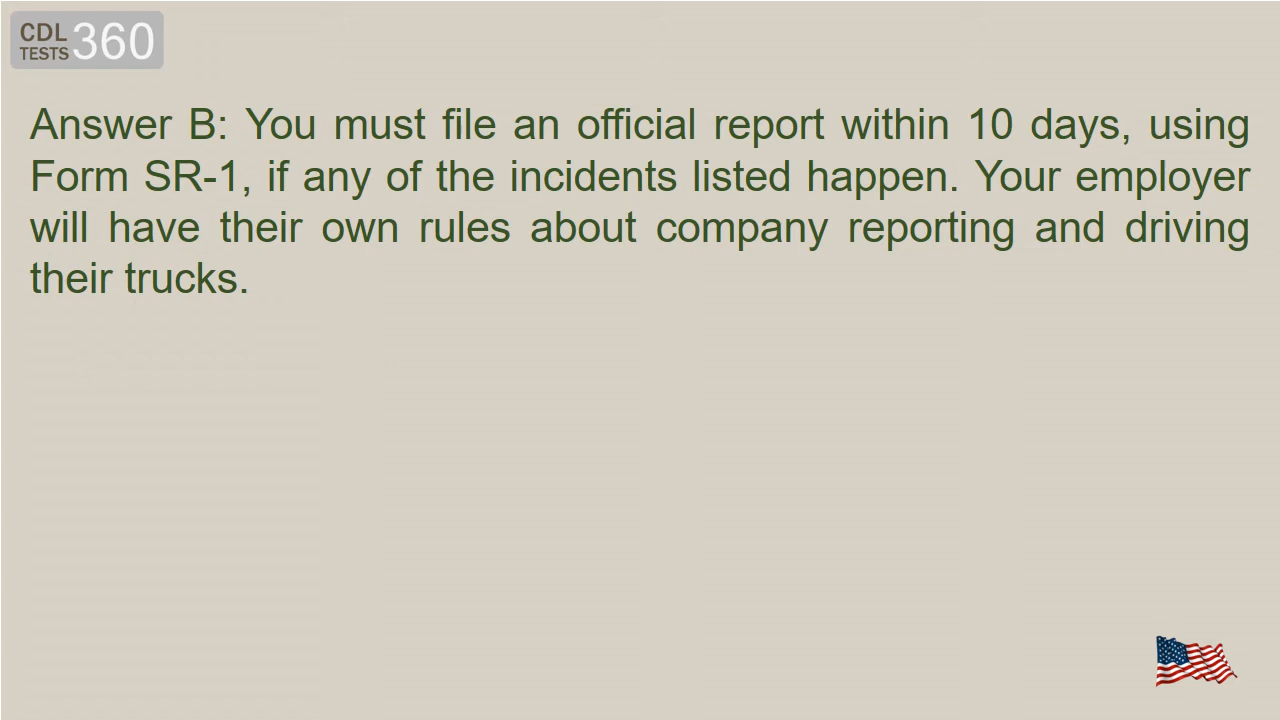 CDL
TESTS 360
Answer B: You must file an official report within 10 days, using
Form SR-1, if any of the incidents listed happen. Your employer
will have their own rules about company reporting and driving
their trucks.